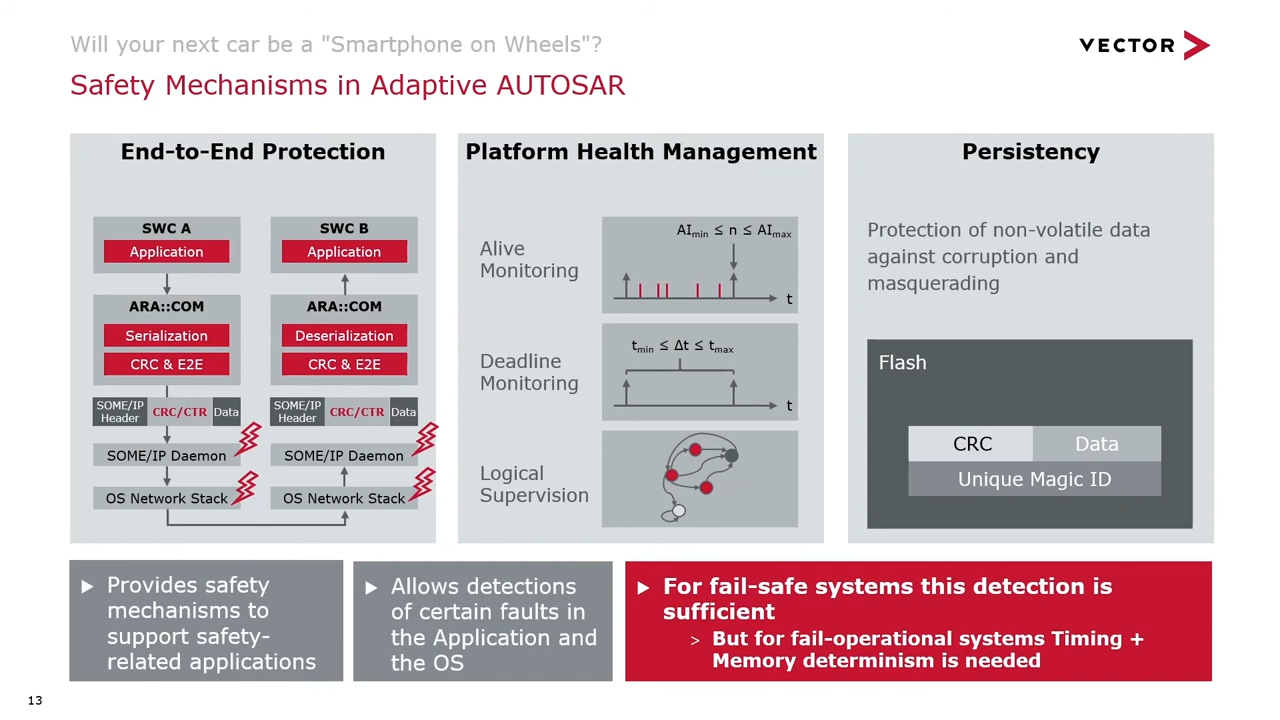 Will your next car be a "Smartphone on Wheels"?
VECTOR
Safety Mechanisms in Adaptive AUTOSAR
End-to-End Protection
SWC A
Application
SWC B
Application
ARA::COM
Serialization
CRC & E2E
ARA::COM
Deserialization
CRC & E2E
SOME/IP
Header
CRC/CTR
Data
SOME/IP
Header
CRC/CTR
Data
SOME/IP Daemon
SOME/IP Daemon
OS Network Stack
OS Network Stack
Platform Health Management
Alive
Monitoring
AImin ≤ n ≤ AImax
t
Deadline
Monitoring
tmin ≤ Δt ≤ tmax
t
Logical
Supervision
Persistency
Protection of non-volatile data
against corruption and
masquerading
Flash
CRC
Data
Unique Magic ID
Provides safety
mechanisms to
support safety-
related applications
Allows detections
of certain faults in
the Application and
the OS
For fail-safe systems this detection is
sufficient
> But for fail-operational systems Timing +
Memory determinism is needed
13